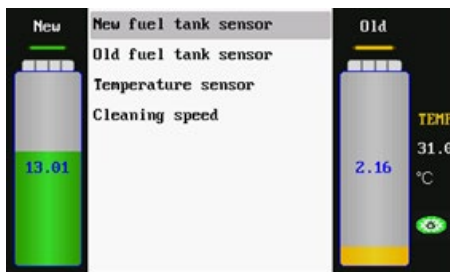 New
New fuel tank sensor
Old fuel tank sensor
Temperature sensor
Cleaning speed
13.01
Old
2.16
°C